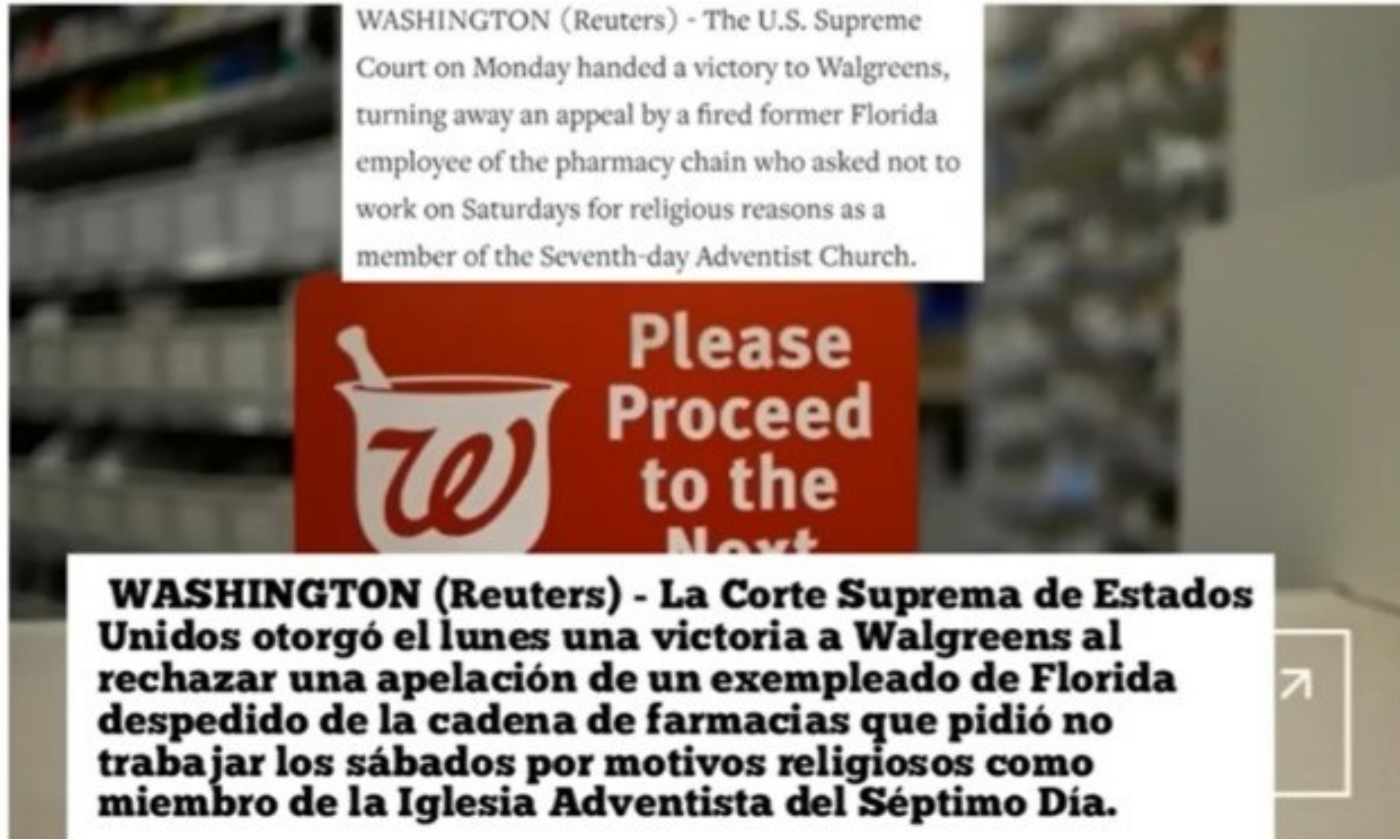 WASHINGTON (Reuters) - The U.S. Supreme
Court on Monday handed a victory to Walgreens,
turning away an appeal by a fired former Florida
employee of the pharmacy chain who asked not to
work on Saturdays for religious reasons as a
member of the Seventh-day Adventist Church.
Please
Proceed
to the
Next
WASHINGTON (Reuters) - La Corte Suprema de Estados
Unidos otorgó el lunes una victoria a Walgreens al
rechazar una apelación de un exempleado de Florida
despedido de la cadena de farmacias que pidió no
trabajar los sábados por motivos religiosos como
miembro de la Iglesia Adventista del Séptimo Día.